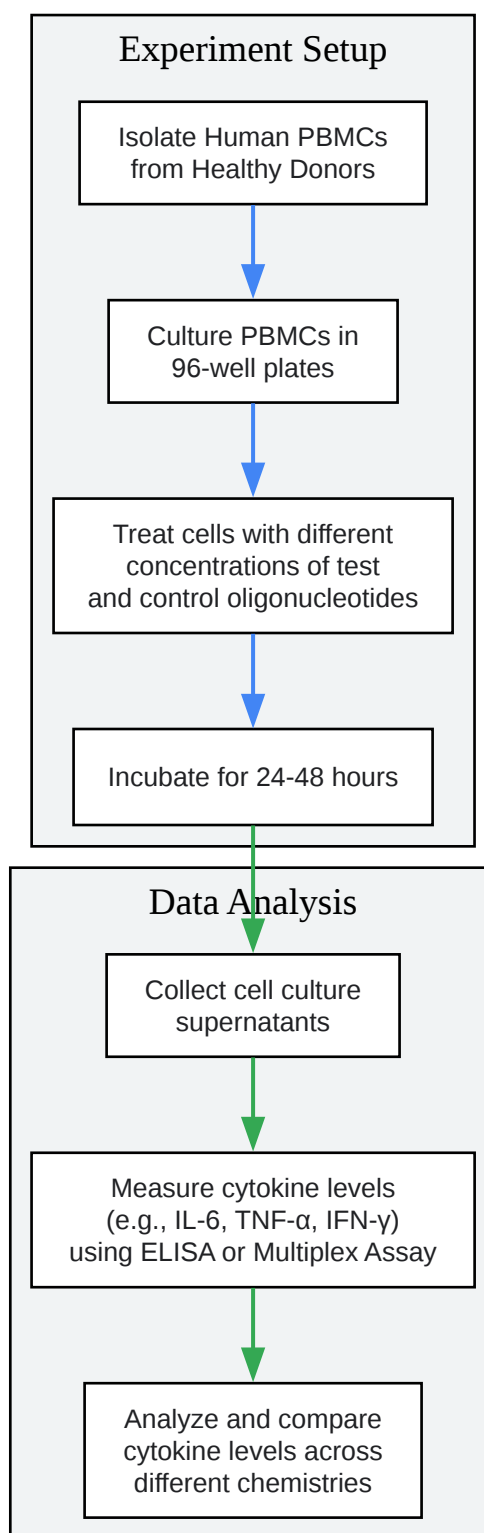 Experiment Setup
Isolate Human PBMCs
from Healthy Donors
Culture PBMCs in
96-well plates
Treat cells with different
concentrations of test
and control oligonucleotides
Incubate for 24-48 hours
Data Analysis
Collect cell culture
supernatants
Measure cytokine levels
(e.g., IL-6, TNF-α, IFN-γ)
using ELISA or Multiplex Assay
Analyze and compare
cytokine levels across
different chemistries